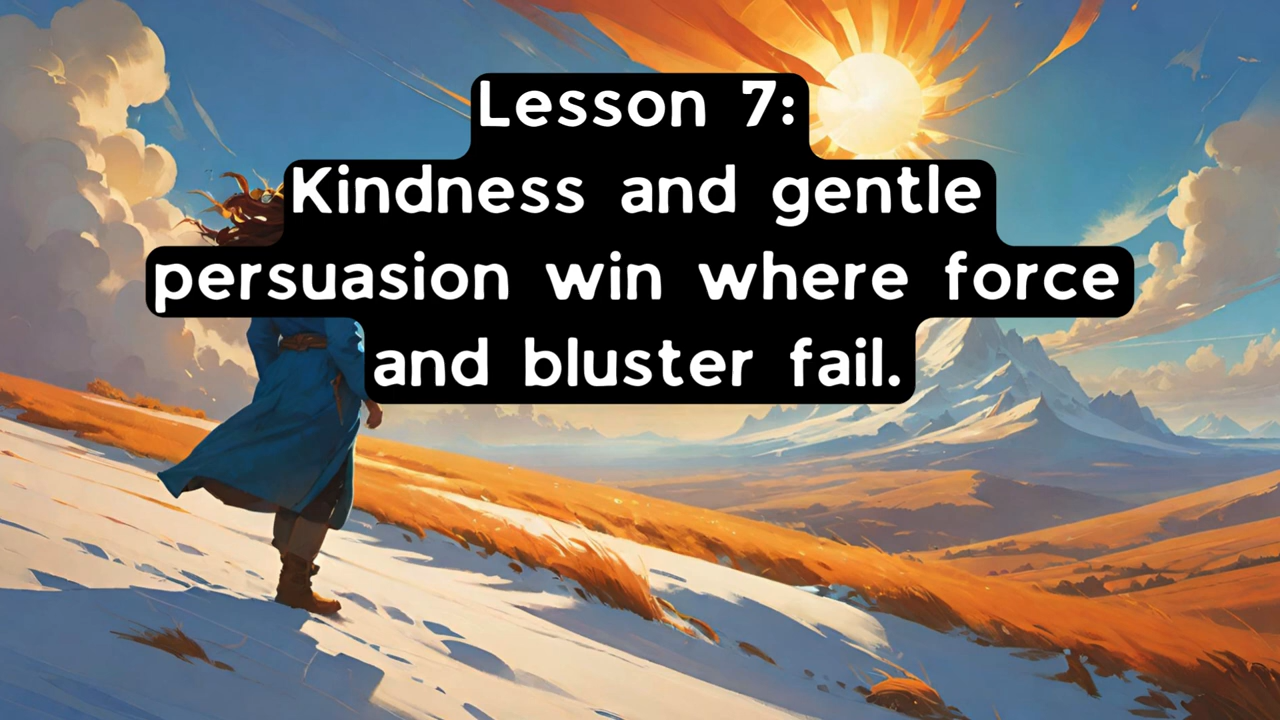 Lesson 7:
Kindness and gentle
persuasion win where force
and bluster fail.